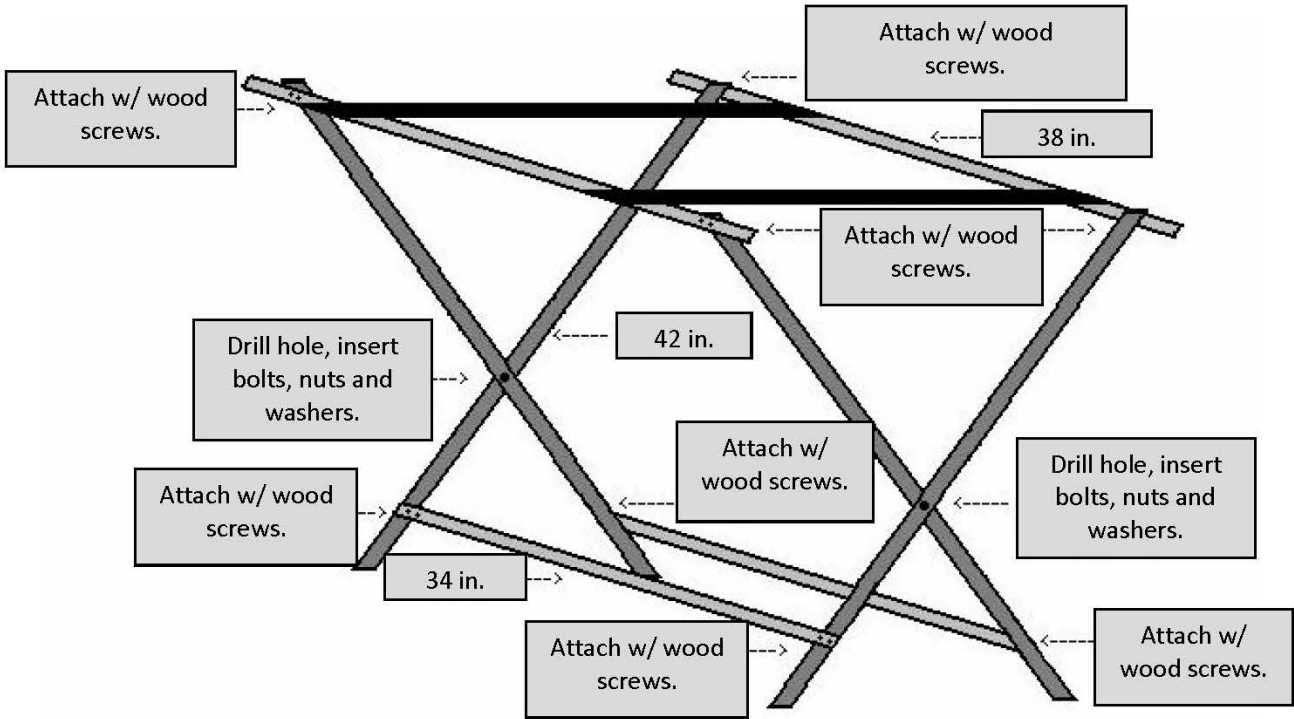 Attach w/ wood
screws.
Attach w/ wood
screws.
38 in.
Attach w/ wood
screws.
Drill hole, insert
bolts, nuts and
washers.
42 in.
Attach w/
wood screws.
Drill hole, insert
bolts, nuts and
washers.
Attach w/ wood
screws.
34 in.
Attach w/ wood
screws.
Attach w/
wood screws.